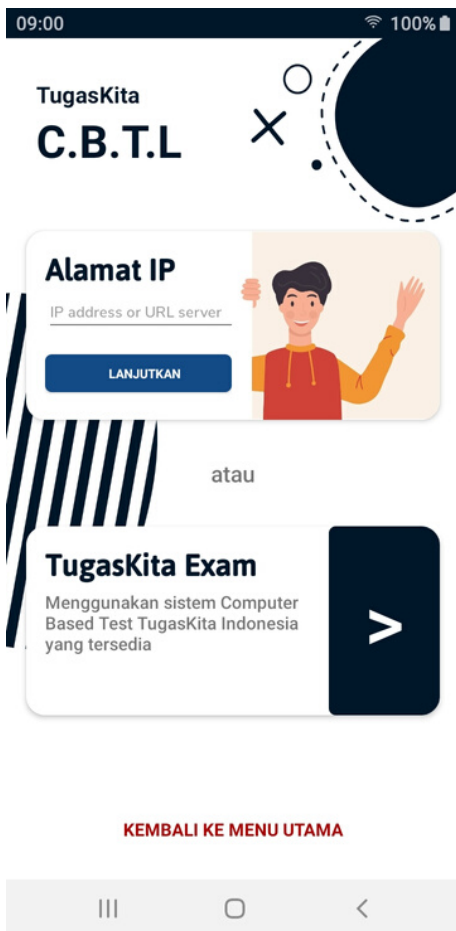 09:00
100%
TugasKita
C.B.T.L
Alamat IP
IP address or URL server
LANJUTKAN
atau
TugasKita Exam
Menggunakan sistem Computer
Based Test TugasKita Indonesia
yang tersedia
>
KEMBALI KE MENU UTAMA